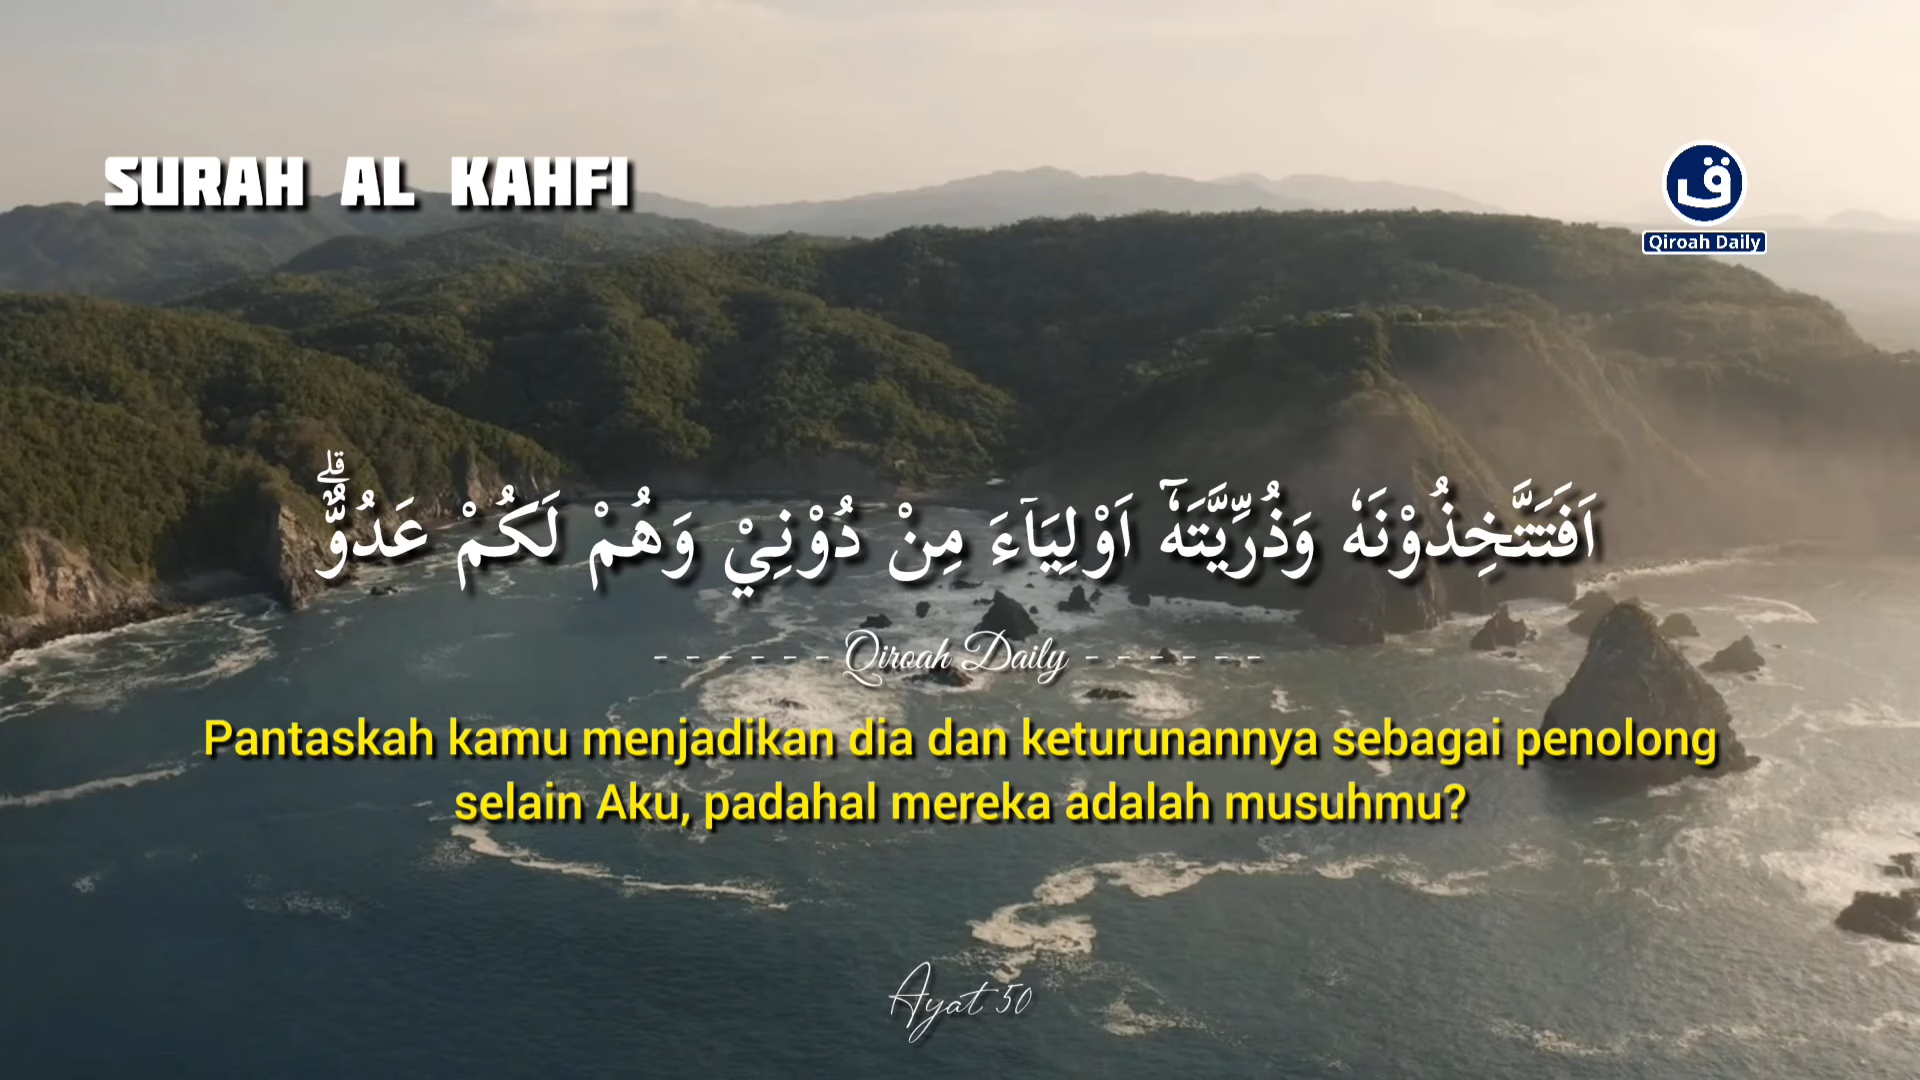 SURAH AL KAHFI
ق
Qiroah Daily
اَفَتَتَّخِذُوْنَهٗ وَذُرِّيَّتَهٗٓ اَوْلِيَاۤءَ مِنْ دُوْنِيْ وَهُمْ لَكُمْ عَدُوٌّۗ
- - - - - - Qiroah Daily - - - - - -
Pantaskah kamu menjadikan dia dan keturunannya sebagai penolong
selain Aku, padahal mereka adalah musuhmu?
Ayat 50